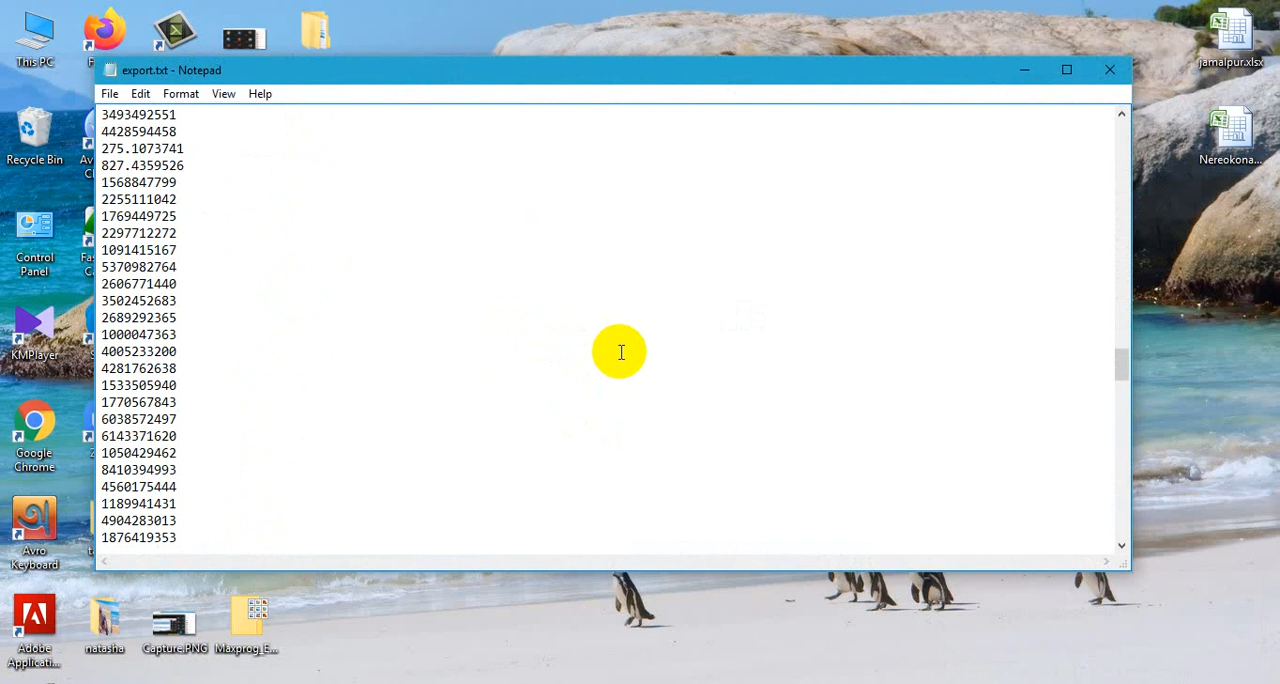 This PC
jamalpur.xlsx
export.txt - Notepad
File Edit Format View Help
3493492551
4428594458
275.1073741
827.4359526
1568847799
2255111042
1769449725
2297712272
1091415167
5370982764
2606771440
3502452683
2689292365
1000047363
4005233200
4281762638
1533505940
1770567843
6038572497
6143371620
1050429462
8410394993
4560175444
1189941431
4904283013
1876419353
Recycle Bin
Nereokona...
Control
Panel
KMPlayer
Google
Chrome
Avro
Keyboard
Adobe
Applicati...
natasha
Capture.PNG
Maxprog_E...